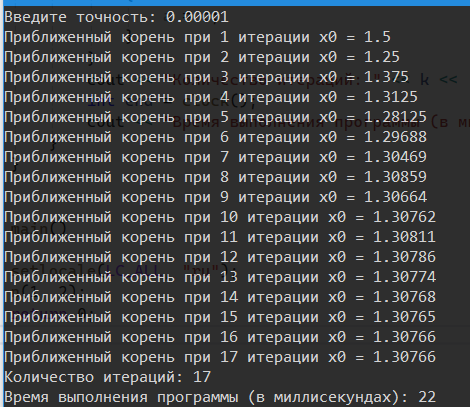 Введите точность: 0.00001
Приближенный корень при 1 итерации x0 = 1.5
Приближенный корень при 2 итерации x0 = 1.25
Приближенный корень при 3 итерации x0 = 1.375
Приближенный корень при 4 итерации x0 = 1.3125
Приближенный корень при 5 итерации x0 = 1.28125
Приближенный корень при 6 итерации x0 = 1.29688
Приближенный корень при 7 итерации x0 = 1.30469
Приближенный корень при 8 итерации x0 = 1.30859
Приближенный корень при 9 итерации x0 = 1.30664
Приближенный корень при 10 итерации x0 = 1.30762
Приближенный корень при 11 итерации x0 = 1.30811
Приближенный корень при 12 итерации x0 = 1.30786
Приближенный корень при 13 итерации x0 = 1.30774
Приближенный корень при 14 итерации x0 = 1.30768
Приближенный корень при 15 итерации x0 = 1.30765
Приближенный корень при 16 итерации x0 = 1.30766
Приближенный корень при 17 итерации x0 = 1.30766
Количество итераций: 17
Время выполнения программы (в миллисекундах): 22